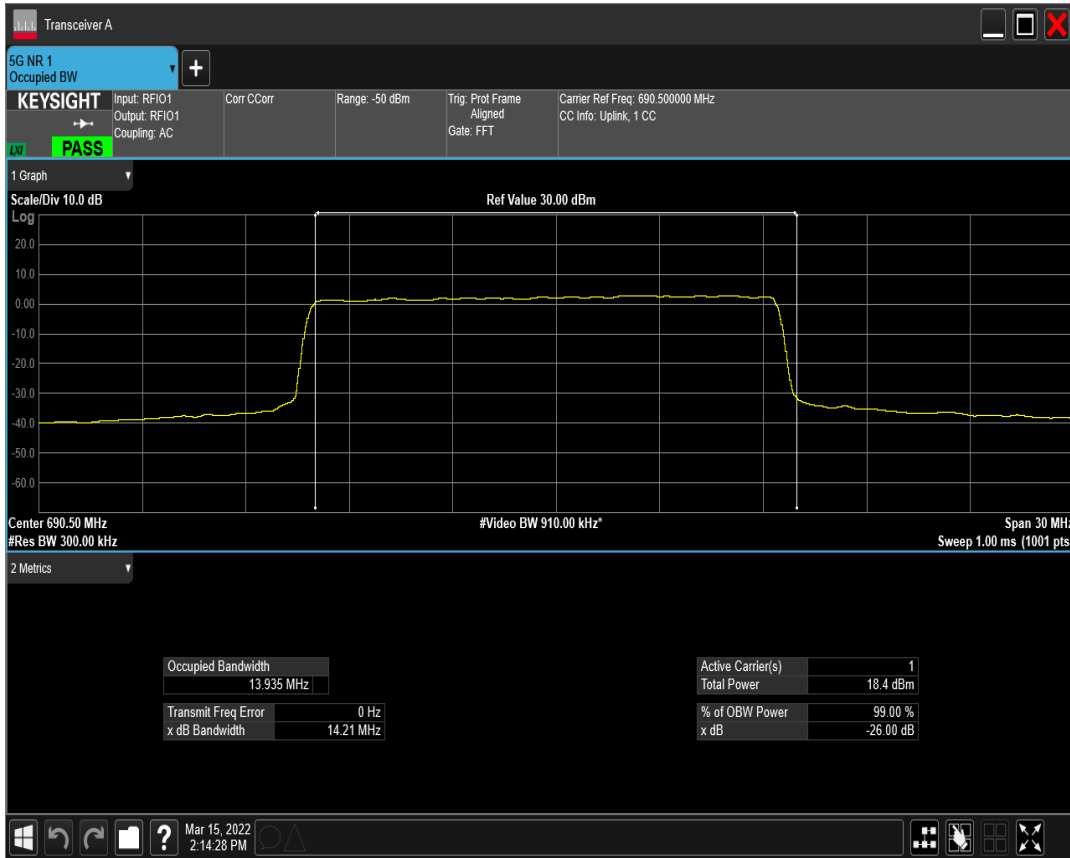 Transceiver A
5G NR 1
Occupied BW
KEYSIGHT
LXI
PASS
Input: RFIO1
Output: RFIO1
Coupling: AC
Corr CCorr
Range: -50 dBm
Trig: Prot Frame
Aligned
Gate: FFT
Carrier Ref Freq: 690.500000 MHz
CC Info: Uplink, 1 CC
1 Graph
Scale/Div 10.0 dB
Ref Value 30.00 dBm
Log
20.0
10.0
0.00
-10.0
-20.0
-30.0
-40.0
-50.0
-60.0
Center 690.50 MHz
#Video BW 910.00 kHz*
Span 30 MHz
#Res BW 300.00 kHz
Sweep 1.00 ms (1001 pts
2 Metrics
Occupied Bandwidth
13.935 MHz
Transmit Freq Error 0 Hz
x dB Bandwidth 14.21 MHz
Active Carrier(s) 1
Total Power 18.4 dBm
% of OBW Power 99.00 %
x dB -26.00 dB
?
Mar 15, 2022
2:14:28 PM